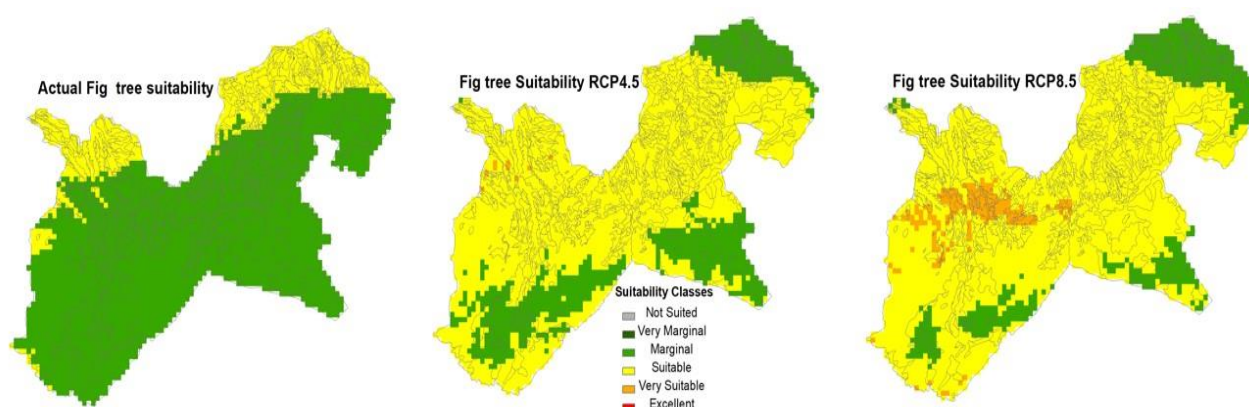 Actual Fig tree suitability
Fig tree Suitability RCP4.5
Fig tree Suitability RCP8.5
Suitability Classes
Not Suited
Very Marginal
Marginal
Suitable
Very Suitable
Excellent